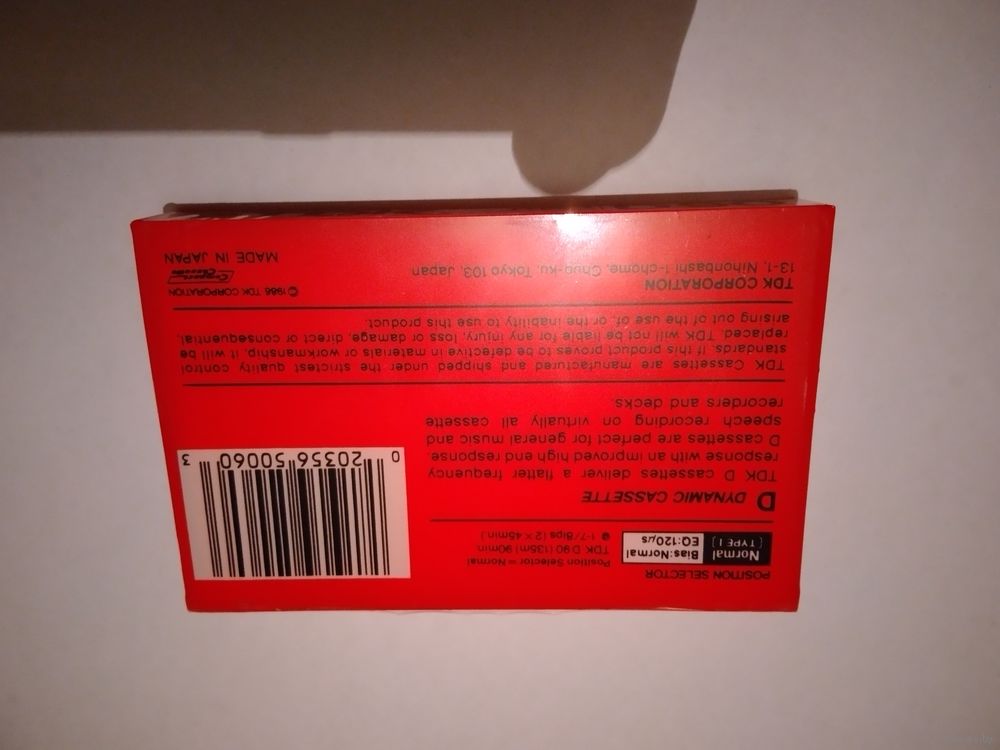 POSITION SELECTOR
Normal
[TYPE I]
Bias:Normal
EQ:120μs
Position Selector = Normal
TDK D90 (135m) 90min.
@ 1-7/8ips (2×45min.)
D DYNAMIC CASSETTE
TDK D cassettes deliver a flatter frequency
response with an improved high end response.
D cassettes are perfect for general music and
speech recording on virtually all cassette
recorders and decks.
0 20356 50060 3
TDK Cassettes are manufactured and shipped under the strictest quality control
standards. If this product proves to be defective in materials or workmanship, it will be
replaced. TDK will not be liable for any injury, loss or damage, direct or consequential,
arising out of the use of, or the inability to use this product.
TDK CORPORATION
13-1, Nihonbashi 1-chome, Chuo-ku, Tokyo 103, Japan
©1986 TDK CORPORATION
Compact Cassette
MADE IN JAPAN